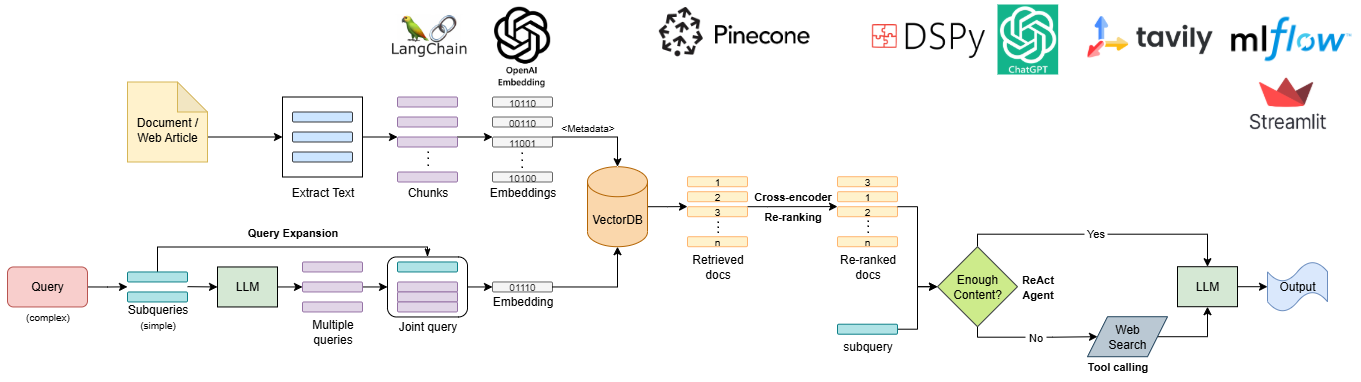 LangChain
OpenAI
Embedding
Pinecone
DSPy
ChatGPT
tavily
mlflow™
Streamlit
Document /
Web Article
Extract Text
Chunks
10110
00110
11001
10100
Embeddings
<Metadata>
VectorDB
1
2
3
n
Retrieved
docs
Cross-encoder
Re-ranking
3
1
2
n
Re-ranked docs
Query Expansion
Query
(complex)
Subqueries
(simple)
LLM
Multiple
queries
Joint query
01110
Embedding
subquery
Enough
Content?
ReAct
Agent
Yes
No
Web
Search
Tool calling
LLM
Output